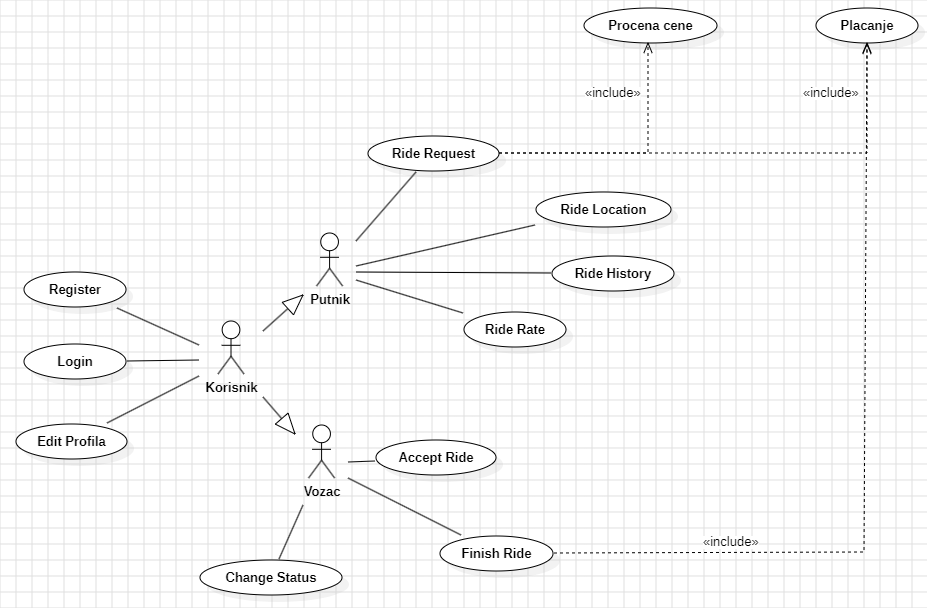 Procena cene
Placanje
«include»
«include»
Ride Request
Ride Location
Ride History
Putnik
Register
Ride Rate
Login
Korisnik
Edit Profila
Accept Ride
Vozac
«include»
Finish Ride
Change Status